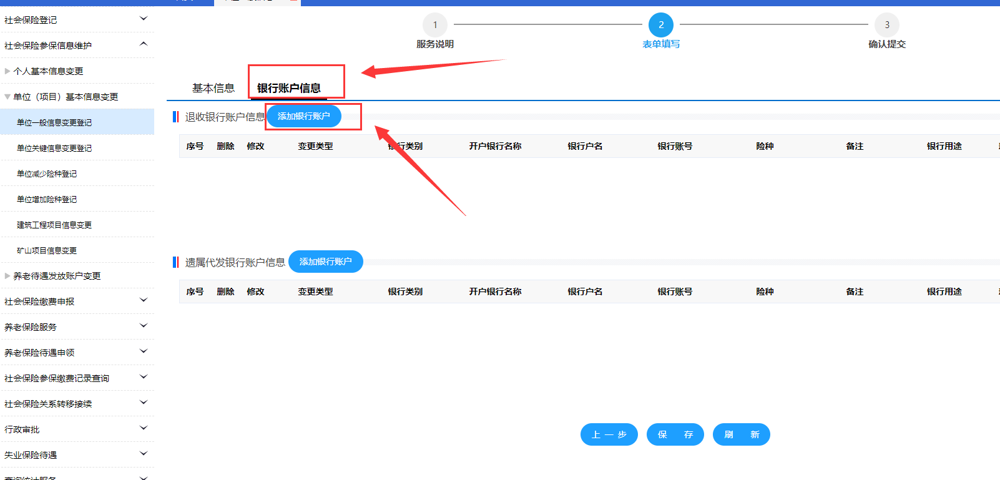 社会保险登记
社会保险参保信息维护
个人基本信息变更
单位（项目）基本信息变更
单位一般信息变更登记
单位关键信息变更登记
单位减少险种登记
单位增加险种登记
建筑工程项目信息变更
矿山项目信息变更
养老待遇发放账户变更
社会保险缴费申报
养老保险服务
养老保险待遇申领
社会保险参保缴费记录查询
社会保险关系转移接续
行政审批
失业保险待遇
查询统计服务
1 2 3
服务说明 表单填写 确认提交
基本信息 银行账户信息
退收银行账户信息 添加银行账户
序号 删除 修改 变更类型 银行类别 开户银行名称 银行户名 银行账号 险种 备注 银行用途
遗属代发银行账户信息 添加银行账户
序号 删除 修改 变更类型 银行类别 开户银行名称 银行户名 银行账号 险种 备注 银行用途
上一步 保 存 刷 新